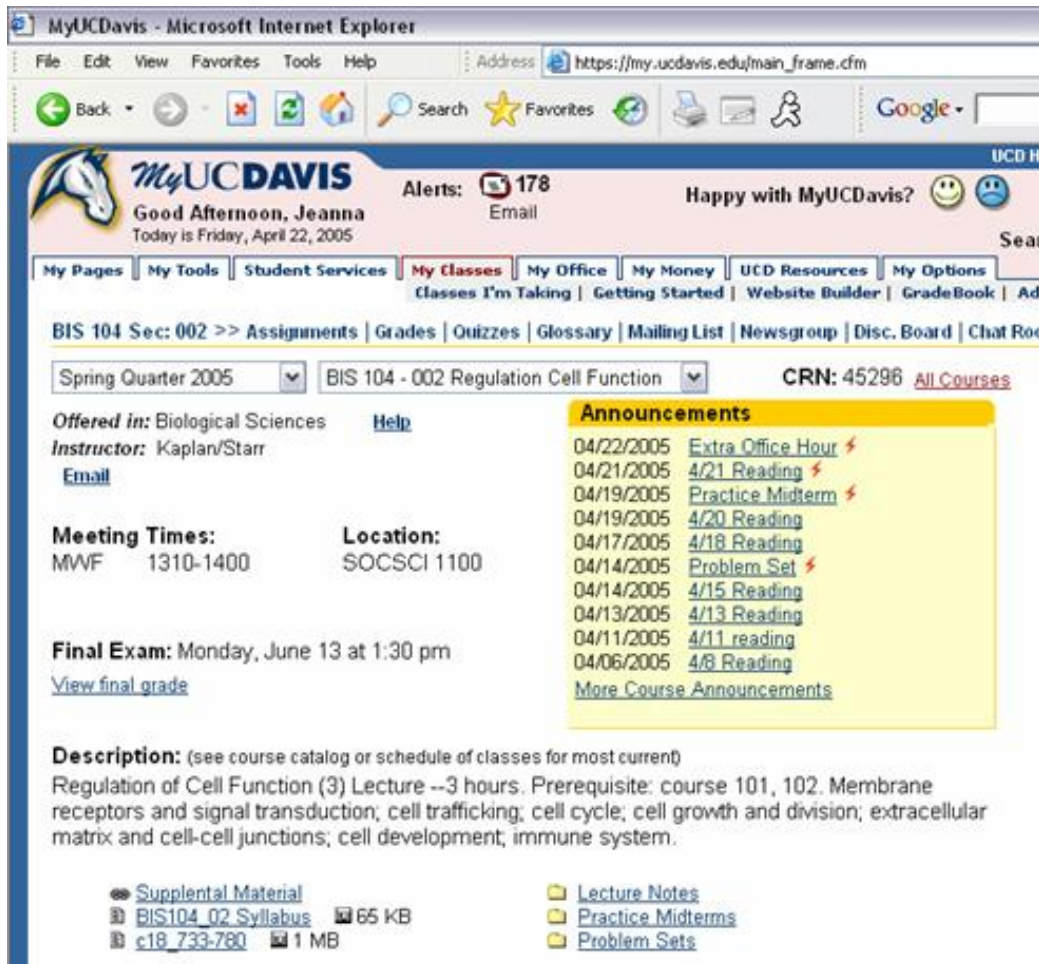 MyUCDavis - Microsoft Internet Explorer
File Edit View Favorites Tools Help Address https://my.ucdavis.edu/main_frame.cfm
Back Search Favorites Google
UCD
MyUCDAVIS
Alerts: 178
Email
Happy with MyUCDavis?
Good Afternoon, Jeanna
Today is Friday, April 22, 2005
My Pages My Tools Student Services My Classes My Office My Money UCD Resources My Options
Classes I'm Taking | Getting Started | Website Builder | GradeBook |
BIS 104 Sec: 002 >> Assignments | Grades | Quizzes | Glossary | Mailing List | Newsgroup | Disc. Board | Chat
Spring Quarter 2005 BIS 104 - 002 Regulation Cell Function CRN: 45296 All Courses
Offered in: Biological Sciences Help
Instructor: Kaplan/Starr
Email
Meeting Times: Location:
MWF 1310-1400 SOCSCI 1100
Final Exam: Monday, June 13 at 1:30 pm
View final grade
Announcements
04/22/2005 Extra Office Hour
04/21/2005 4/21 Reading
04/19/2005 Practice Midterm
04/19/2005 4/20 Reading
04/17/2005 4/18 Reading
04/14/2005 Problem Set
04/14/2005 4/15 Reading
04/13/2005 4/13 Reading
04/11/2005 4/11 reading
04/06/2005 4/8 Reading
More Course Announcements
Description: (see course catalog or schedule of classes for most current)
Regulation of Cell Function (3) Lecture --3 hours. Prerequisite: course 101, 102. Membrane
receptors and signal transduction; cell trafficking; cell cycle; cell growth and division; extracellular
matrix and cell-cell junctions; cell development; immune system.
Supplental Material
BIS104_02 Syllabus 65 KB
c18_733-780 1 MB
Lecture Notes
Practice Midterms
Problem Sets